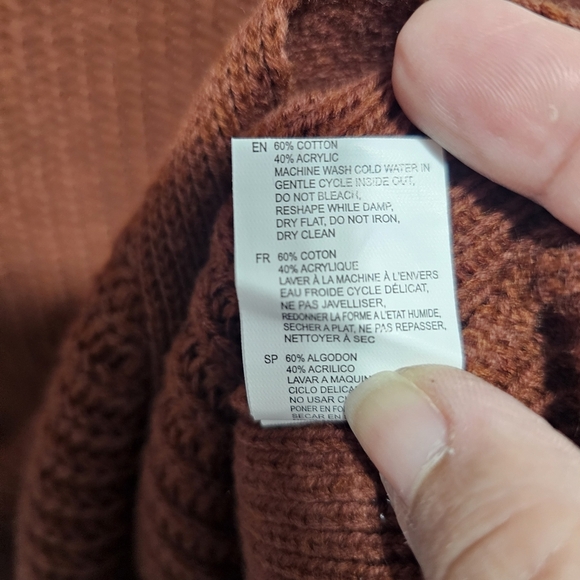 EN 60% COTTON
40% ACRYLIC
MACHINE WASH COLD WATER IN
GENTLE CYCLE INSIDE OUT,
DO NOT BLEACH,
RESHAPE WHILE DAMP,
DRY FLAT, DO NOT IRON,
DRY CLEAN
FR 60% COTON
40% ACRYLIQUE
LAVER À LA MACHINE À L'ENVERS
EAU FROIDE CYCLE DÉLICAT,
NE PAS JAVELLISER,
REDONNER LA FORME A L'ETAT HUMIDE,
SECHER A PLAT, NE PAS REPASSER,
NETTOYER À SEC
SP 60% ALGODON
40% ACRILICO
LAVAR A MAQUIN
CICLO DELICA
NO USAR
PONER EN FO
SECAR EN